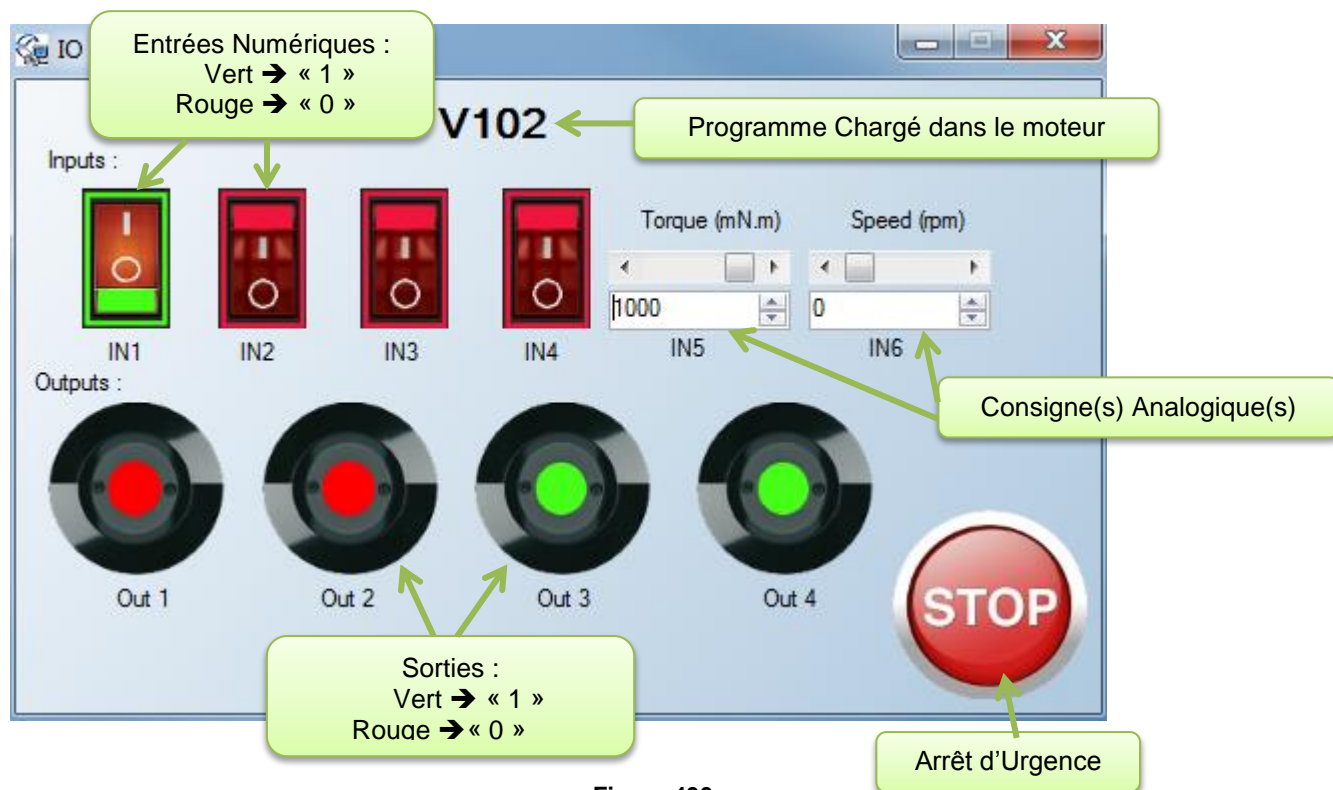 Entrées Numériques :
Vert ➔ « 1 »
Rouge ➔ « 0 »
IO
V102
Programme Chargé dans le moteur
Inputs :
Torque (mN.m)
Speed (rpm)
1000
0
IN1
IN2
IN3
IN4
IN5
IN6
Consigne(s) Analogique(s)
Outputs :
Out 1
Out 2
Out 3
Out 4
STOP
Sorties :
Vert ➔ « 1 »
Rouge ➔ « 0 »
Arrêt d’Urgence